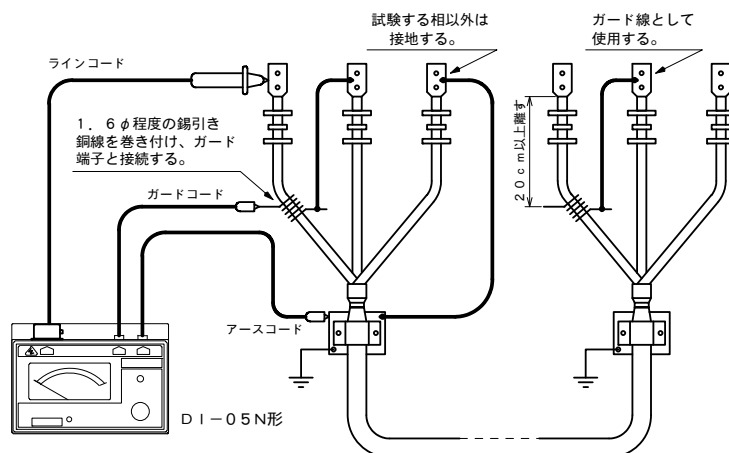 試験する相以外は
接地する。
ガード線として
使用する。
ラインコード
1．6φ程度の錫引き
銅線を巻き付け、ガード
端子と接続する。
20cm以上離す
ガードコード
アースコード
DI－05N形